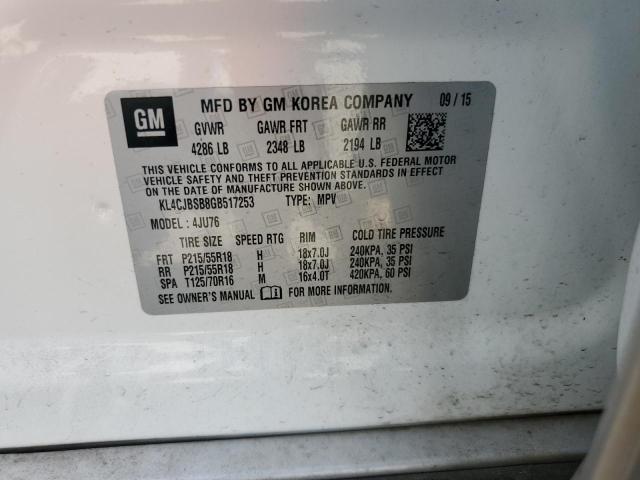 GM
MFD BY GM KOREA COMPANY 09 / 15
GVWR GAWR FRT GAWR RR
4286 LB 2348 LB 2194 LB
THIS VEHICLE CONFORMS TO ALL APPLICABLE U.S. FEDERAL MOTOR
VEHICLE SAFETY AND THEFT PREVENTION STANDARDS IN EFFECT
ON THE DATE OF MANUFACTURE SHOWN ABOVE.
KL4CJBSB8GB517253 TYPE: MPV
MODEL : 4JU76
TIRE SIZE SPEED RTG RIM COLD TIRE PRESSURE
FRT P215/55R18 H 18x7.0J 240KPA, 35 PSI
RR P215/55R18 H 18x7.0J 240KPA, 35 PSI
SPA T125/70R16 M 16x4.0T 420KPA, 60 PSI
SEE OWNER'S MANUAL FOR MORE INFORMATION.